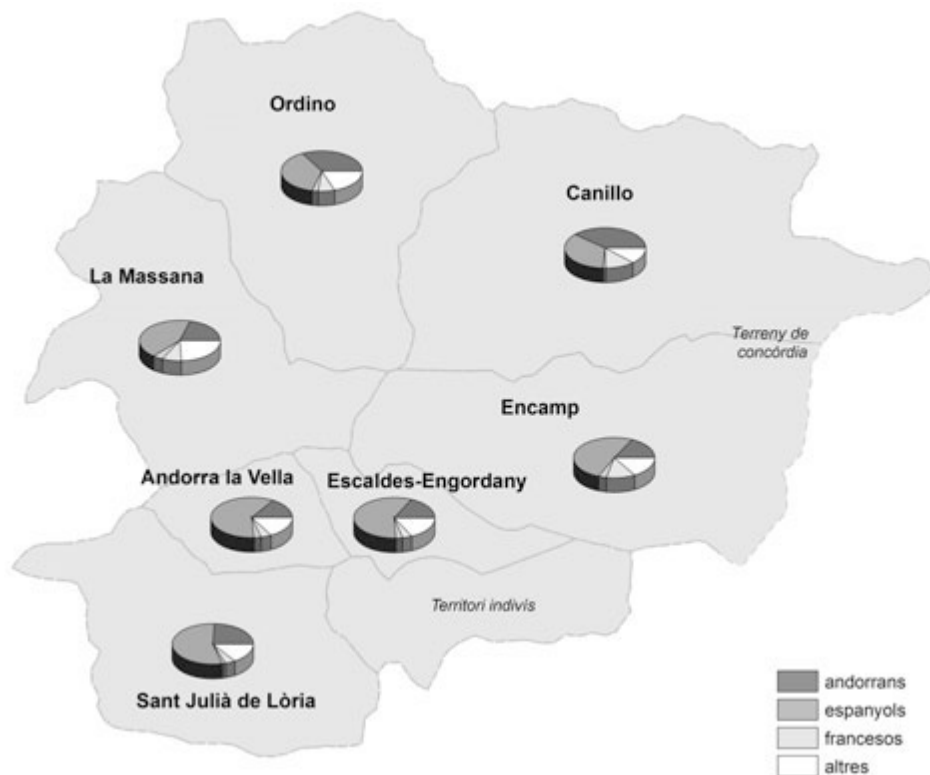 Ordino
Canillo
La Massana
Terreny de
concòrdia
Encamp
Andorra la Vella
Escaldes-Engordany
Territori indivís
Sant Julià de Lòria
andorrans
espanyols
francesos
altres